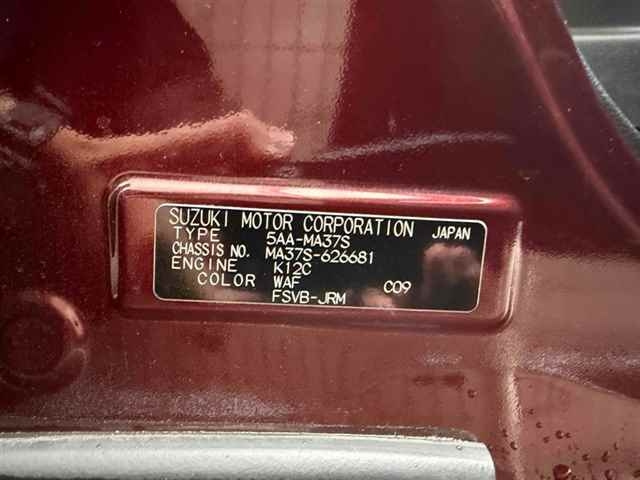 SUZUKI MOTOR CORPORATION JAPAN
TYPE 5AA-MA37S
CHASSIS NO. MA37S-626681
ENGINE K12C
COLOR WAF C09
FSVB-JRM